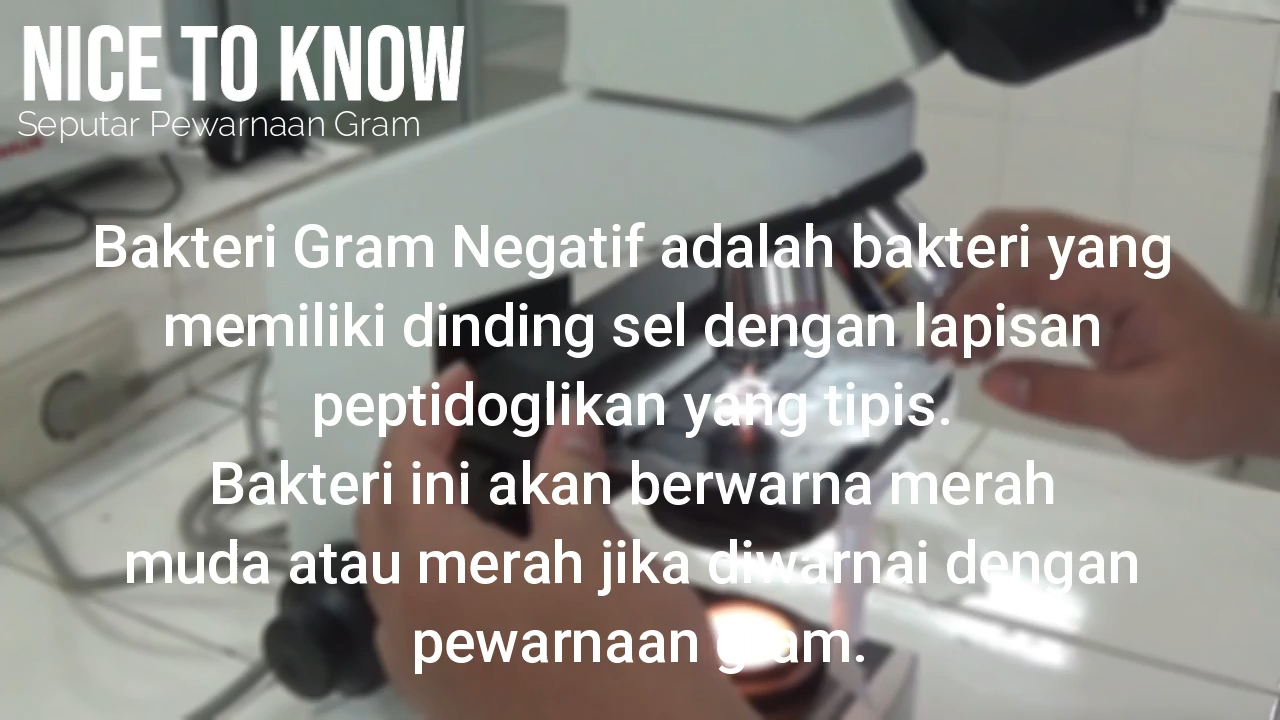 NICE TO KNOW
Seputar Pewarnaan Gram
Bakteri Gram Negatif adalah bakteri yang
memiliki dinding sel dengan lapisan
peptidoglikan yang tipis.
Bakteri ini akan berwarna merah
muda atau merah jika diwarnai dengan
pewarnaan gram.